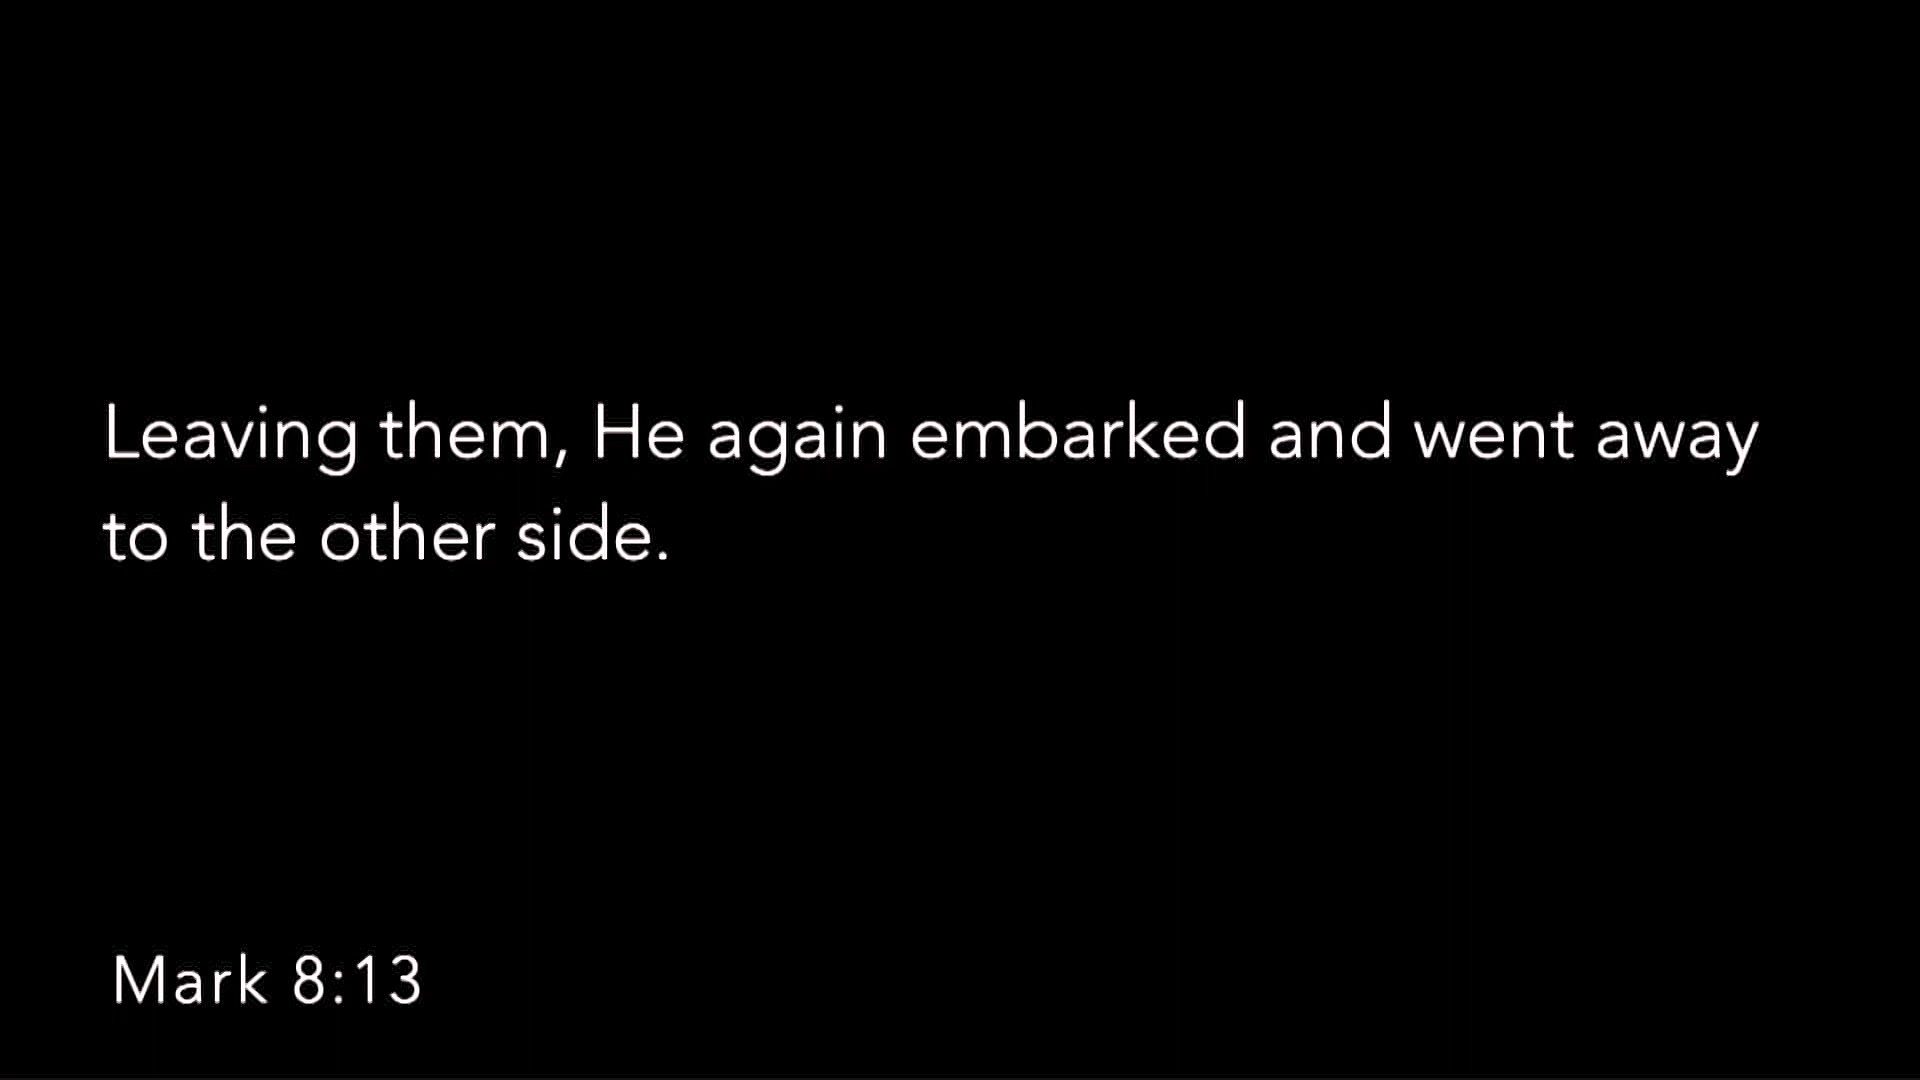 Leaving them, He again embarked and went away
to the other side.
Mark 8:13